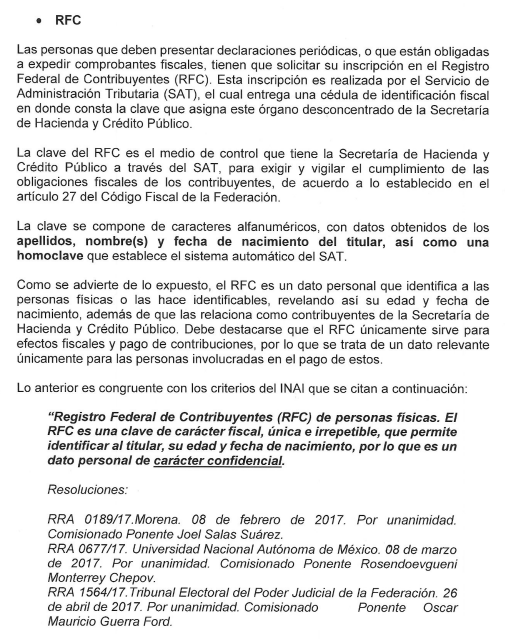 • RFC
Las personas que deben presentar declaraciones periódicas, o que están obligadas
a expedir comprobantes fiscales, tienen que solicitar su inscripción en el Registro
Federal de Contribuyentes (RFC). Esta inscripción es realizada por el Servicio de
Administración Tributaria (SAT), el cual entrega una cédula de identificación fiscal
en donde consta la clave que asigna este órgano desconcentrado de la Secretaría
de Hacienda y Crédito Público.
La clave del RFC es el medio de control que tiene la Secretaría de Hacienda y
Crédito Público a través del SAT, para exigir y vigilar el cumplimiento de las
obligaciones fiscales de los contribuyentes, de acuerdo a lo establecido en el
artículo 27 del Código Fiscal de la Federación.
La clave se compone de caracteres alfanuméricos, con datos obtenidos de los
apellidos, nombre(s) y fecha de nacimiento del titular, así como una
homoclave que establece el sistema automático del SAT.
Como se advierte de lo expuesto, el RFC es un dato personal que identifica a las
personas físicas o las hace identificables, revelando así su edad y fecha de
nacimiento, además de que las relaciona como contribuyentes de la Secretaría de
Hacienda y Crédito Público. Debe destacarse que el RFC únicamente sirve para
efectos fiscales y pago de contribuciones, por lo que se trata de un dato relevante
únicamente para las personas involucradas en el pago de estos.
Lo anterior es congruente con los criterios del INAI que se citan a continuación:
"Registro Federal de Contribuyentes (RFC) de personas físicas. El
RFC es una clave de carácter fiscal, única e irrepetible, que permite
identificar al titular, su edad y fecha de nacimiento, por lo que es un
dato personal de carácter confidencial.
Resoluciones:
RRA 0189/17.Morena. 08 de febrero de 2017. Por unanimidad.
Comisionado Ponente Joel Salas Suárez.
RRA 0677/17. Universidad Nacional Autónoma de México. 08 de marzo
de 2017. Por unanimidad. Comisionado Ponente Rosendoevgueni
Monterrey Chepov.
RRA 1564/17.Tribunal Electoral del Poder Judicial de la Federación. 26
de abril de 2017. Por unanimidad. Comisionado Ponente Oscar
Mauricio Guerra Ford.